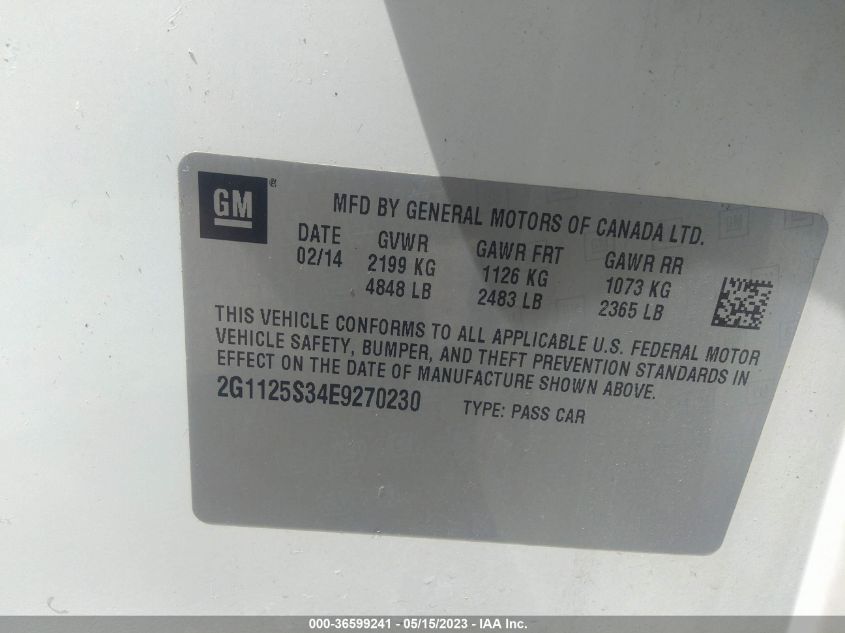 GM ®
MFD BY GENERAL MOTORS OF CANADA LTD.
DATE GVWR GAWR FRT GAWR RR
02/14 2199 KG 1126 KG 1073 KG
4848 LB 2483 LB 2365 LB
THIS VEHICLE CONFORMS TO ALL APPLICABLE U.S. FEDERAL MOTOR
VEHICLE SAFETY, BUMPER, AND THEFT PREVENTION STANDARDS IN
EFFECT ON THE DATE OF MANUFACTURE SHOWN ABOVE.
2G1125S34E9270230 TYPE: PASS CAR
000-36599241 - 05/15/2023 - IAA Inc.